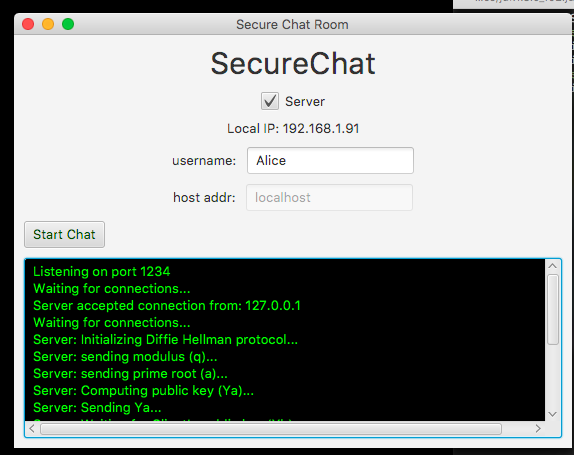 Secure Chat Room
SecureChat
Server
Local IP: 192.168.1.91
username: Alice
host addr: localhost
Start Chat
Listening on port 1234
Waiting for connections...
Server accepted connection from: 127.0.0.1
Waiting for connections...
Server: Initializing Diffie Hellman protocol...
Server: sending modulus (q)...
Server: sending prime root (a)...
Server: Computing public key (Ya)...
Server: Sending Ya...